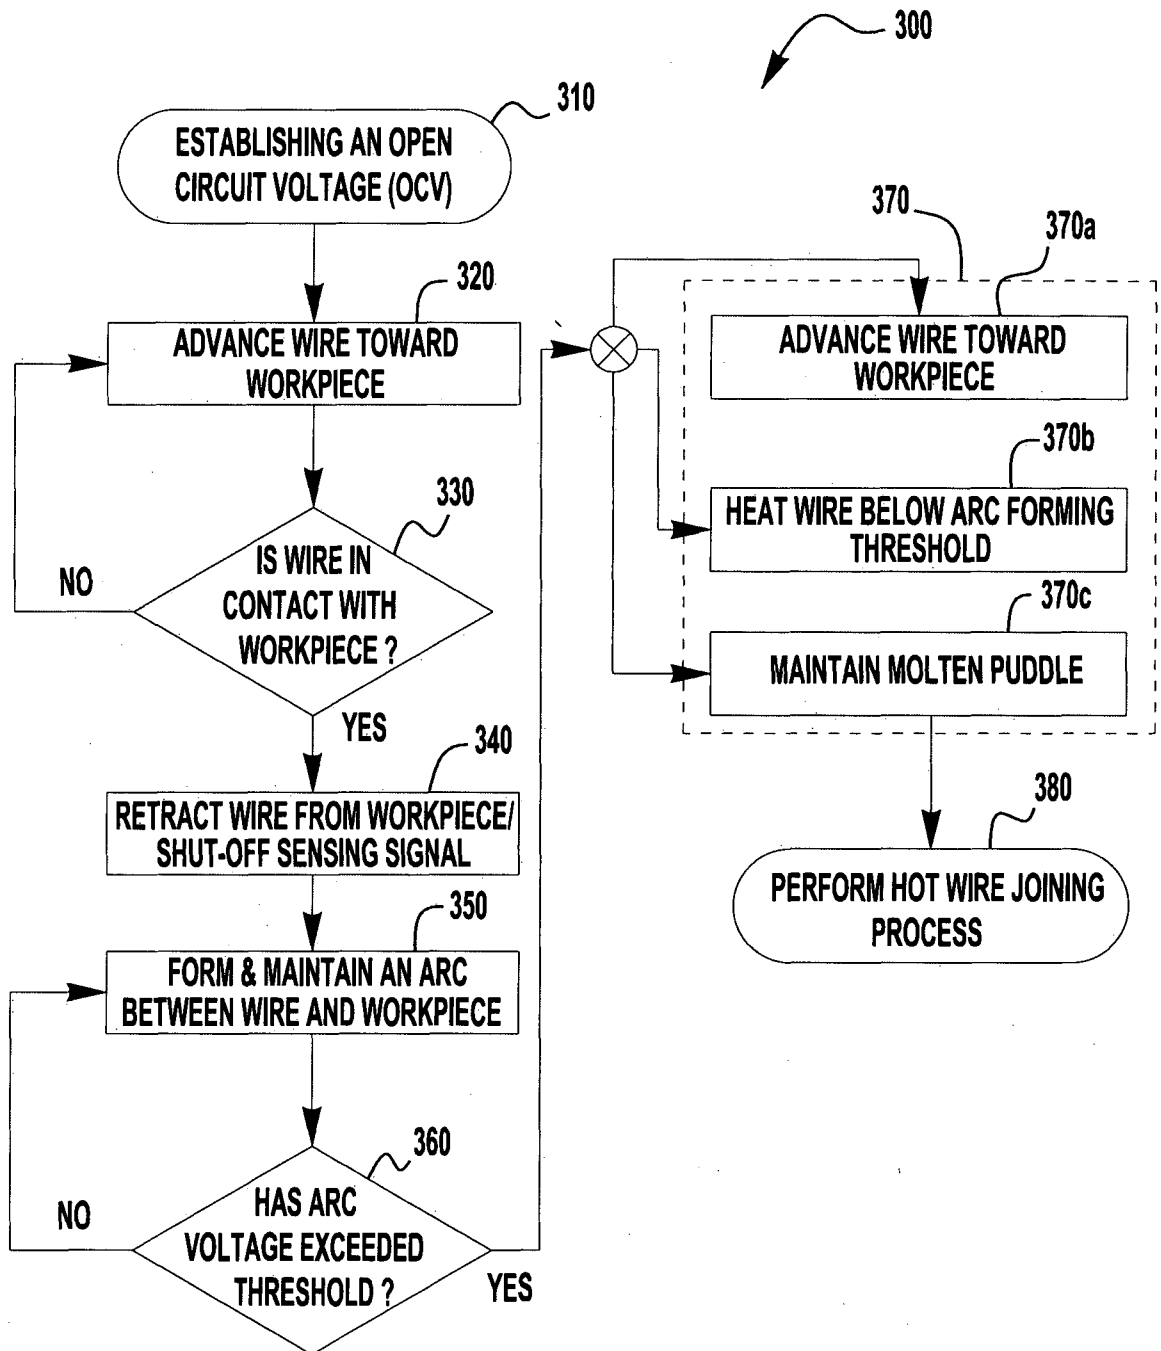 300
310
ESTABLISHING AN OPEN
CIRCUIT VOLTAGE (OCV)
320
ADVANCE WIRE TOWARD
WORKPIECE
330
IS WIRE IN
CONTACT WITH
WORKPIECE ?
NO
YES
340
RETRACT WIRE FROM WORKPIECE/
SHUT-OFF SENSING SIGNAL
350
FORM & MAINTAIN AN ARC
BETWEEN WIRE AND WORKPIECE
360
HAS ARC
VOLTAGE EXCEEDED
THRESHOLD ?
NO
YES
370
370a
ADVANCE WIRE TOWARD
WORKPIECE
370b
HEAT WIRE BELOW ARC FORMING
THRESHOLD
370c
MAINTAIN MOLTEN PUDDLE
380
PERFORM HOT WIRE JOINING
PROCESS